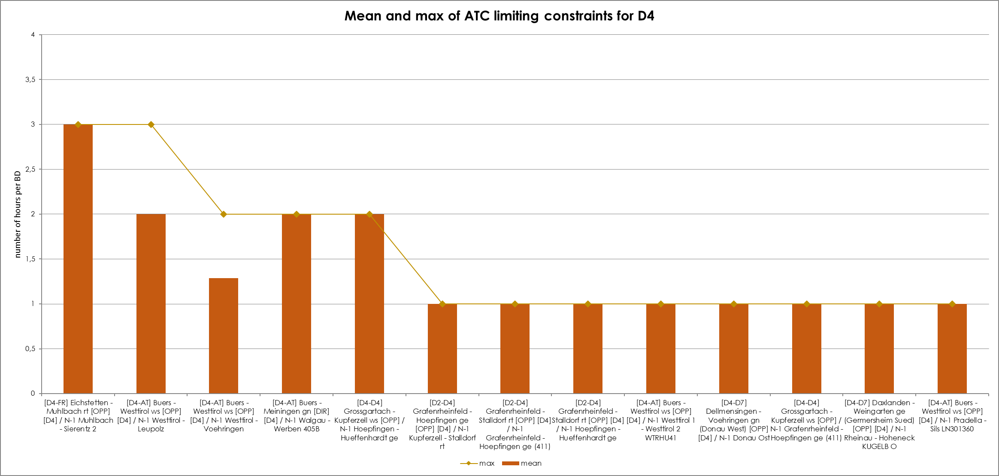 Mean and max of ATC limiting constraints for D4
number of hours per BD
4
3,5
3
2,5
2
1,5
1
0,5
0
[D4-FR] Eichstetten -
Muhlbach rt [OPP]
[D4] / N-1 Muhlbach
- Sierentz 2
[D4-AT] Buers -
Westtirol ws [OPP]
[D4] / N-1 Westtirol -
Leupolz
[D4-AT] Buers -
Westtirol ws [OPP]
[D4] / N-1 Westtirol -
Voehringen
[D4-AT] Buers -
Meiningen gn [DIR]
[D4] / N-1 Walgau -
Werben 405B
[D4-D4]
Grossgartach -
Kupferzell ws [OPP] /
N-1 Hoepfingen -
Hueffenhardt ge
[D2-D4]
Grafenrheinfeld -
Hoepfingen ge
[OPP] [D4] / N-1
Kupferzell - Stalldorf
rt
[D2-D4]
Grafenrheinfeld -
Stalldorf rt [OPP] [D4]
/ N-1
Grafenrheinfeld -
Hoepfingen ge (411)
[D2-D4]
Grafenrheinfeld -
Stalldorf rt [OPP] [D4]
/ N-1 Hoepfingen -
Hueffenhardt ge
[D4-AT] Buers -
Westtirol ws [OPP]
[D4] / N-1 Westtirol 1
- Westtirol 2
WTRHU41
[D4-D7]
Dellmensingen -
Voehringen gn
(Donau West) [OPP]
[D4] / N-1 Donau Ost
[D4-D4]
Grossgartach -
Kupferzell ws [OPP] /
N-1 Grafenrheinfeld -
Hoepfingen ge (411)
[D4-D7] Daxlanden -
Weingarten ge
(Germersheim Sued)
[OPP] [D4] / N-1
Rheinau - Hoheneck
KUGELB O
[D4-AT] Buers -
Westtirol ws [OPP]
[D4] / N-1 Pradella -
Sils LN301360
max
mean